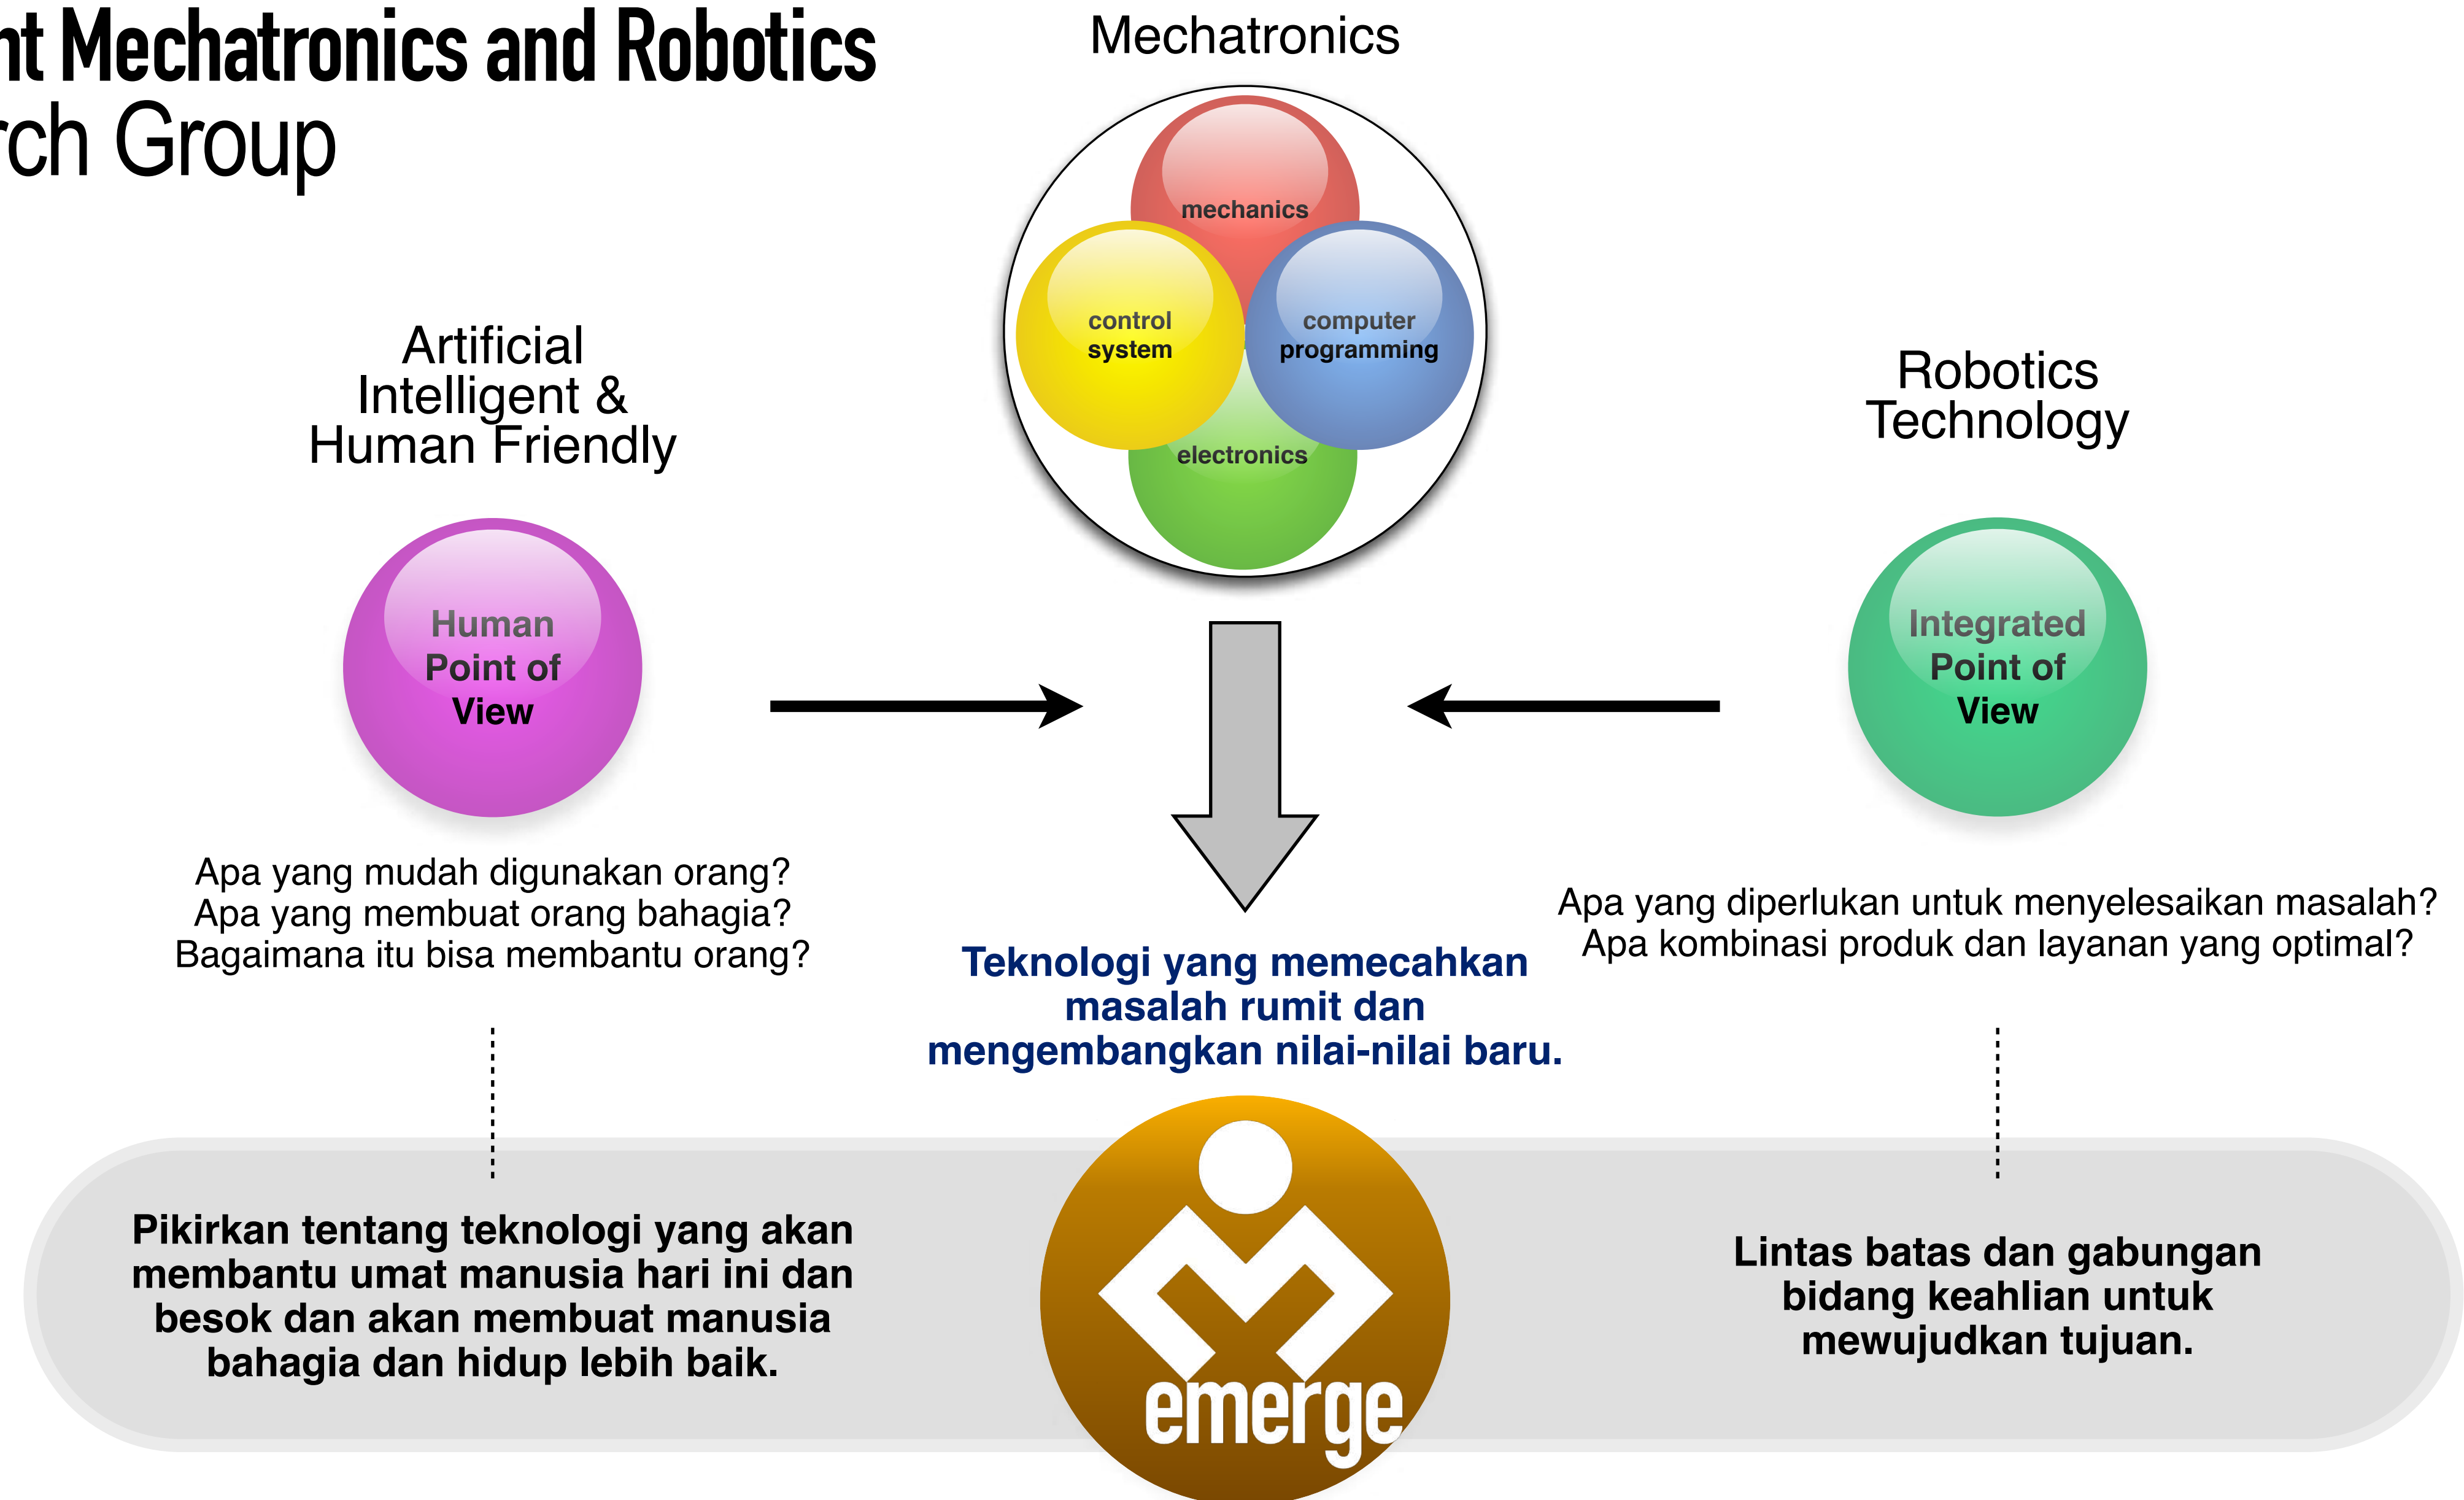 nt Mechatronics and Robotics
rch Group
Mechatronics
mechanics
control
system
computer
programming
electronics
Artificial
Intelligent &
Human Friendly
Human
Point of
View
Apa yang mudah digunakan orang?
Apa yang membuat orang bahagia?
Bagaimana itu bisa membantu orang?
Robotics
Technology
Integrated
Point of
View
Apa yang diperlukan untuk menyelesaikan masalah?
Apa kombinasi produk dan layanan yang optimal?
Teknologi yang memecahkan
masalah rumit dan
mengembangkan nilai-nilai baru.
Pikirkan tentang teknologi yang akan
membantu umat manusia hari ini dan
besok dan akan membuat manusia
bahagia dan hidup lebih baik.
emerge
Lintas batas dan gabungan
bidang keahlian untuk
mewujudkan tujuan.